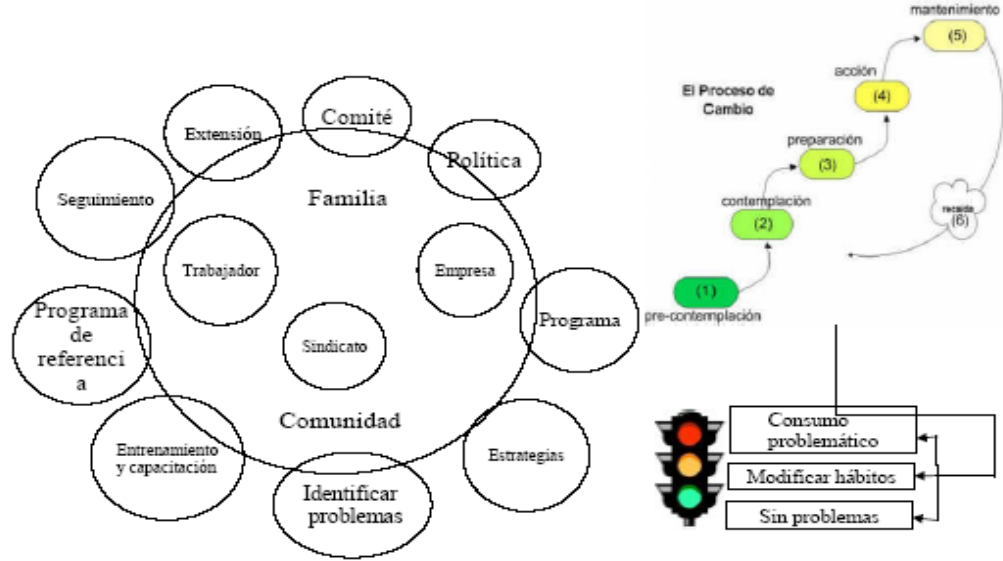 Comité
Extensión
Política
Familia
Seguimiento
Trabajador
Empresa
Programa
de
referenci
a
Programa
Sindicato
Comunidad
Entrenamiento
y capacitación
Estrategias
Identificar
problemas
mantenimiento
(5)
acción
(4)
El Proceso de
Cambio
preparación
(3)
contemplación
(2)
recaida
(6)
(1)
pre-contemplación
Consumo
problemático
Modificar hábitos
Sin problemas